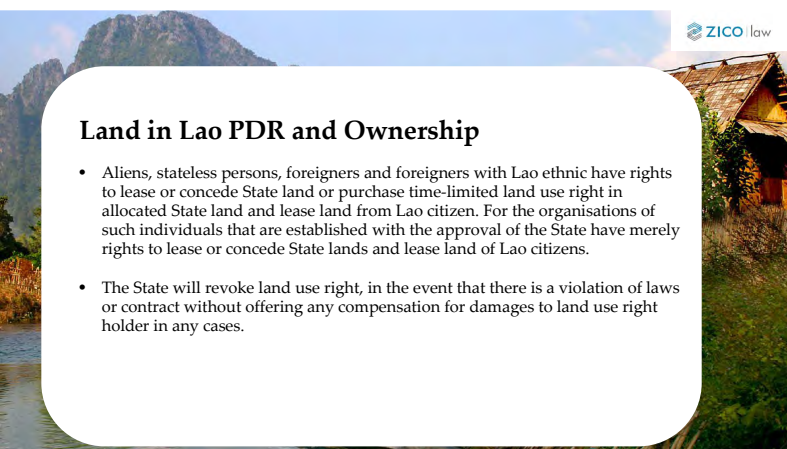 ZICO law
Land in Lao PDR and Ownership
• Aliens, stateless persons, foreigners and foreigners with Lao ethnic have rights
to lease or concede State land or purchase time-limited land use right in
allocated State land and lease land from Lao citizen. For the organisations of
such individuals that are established with the approval of the State have merely
rights to lease or concede State lands and lease land of Lao citizens.
• The State will revoke land use right, in the event that there is a violation of laws
or contract without offering any compensation for damages to land use right
holder in any cases.